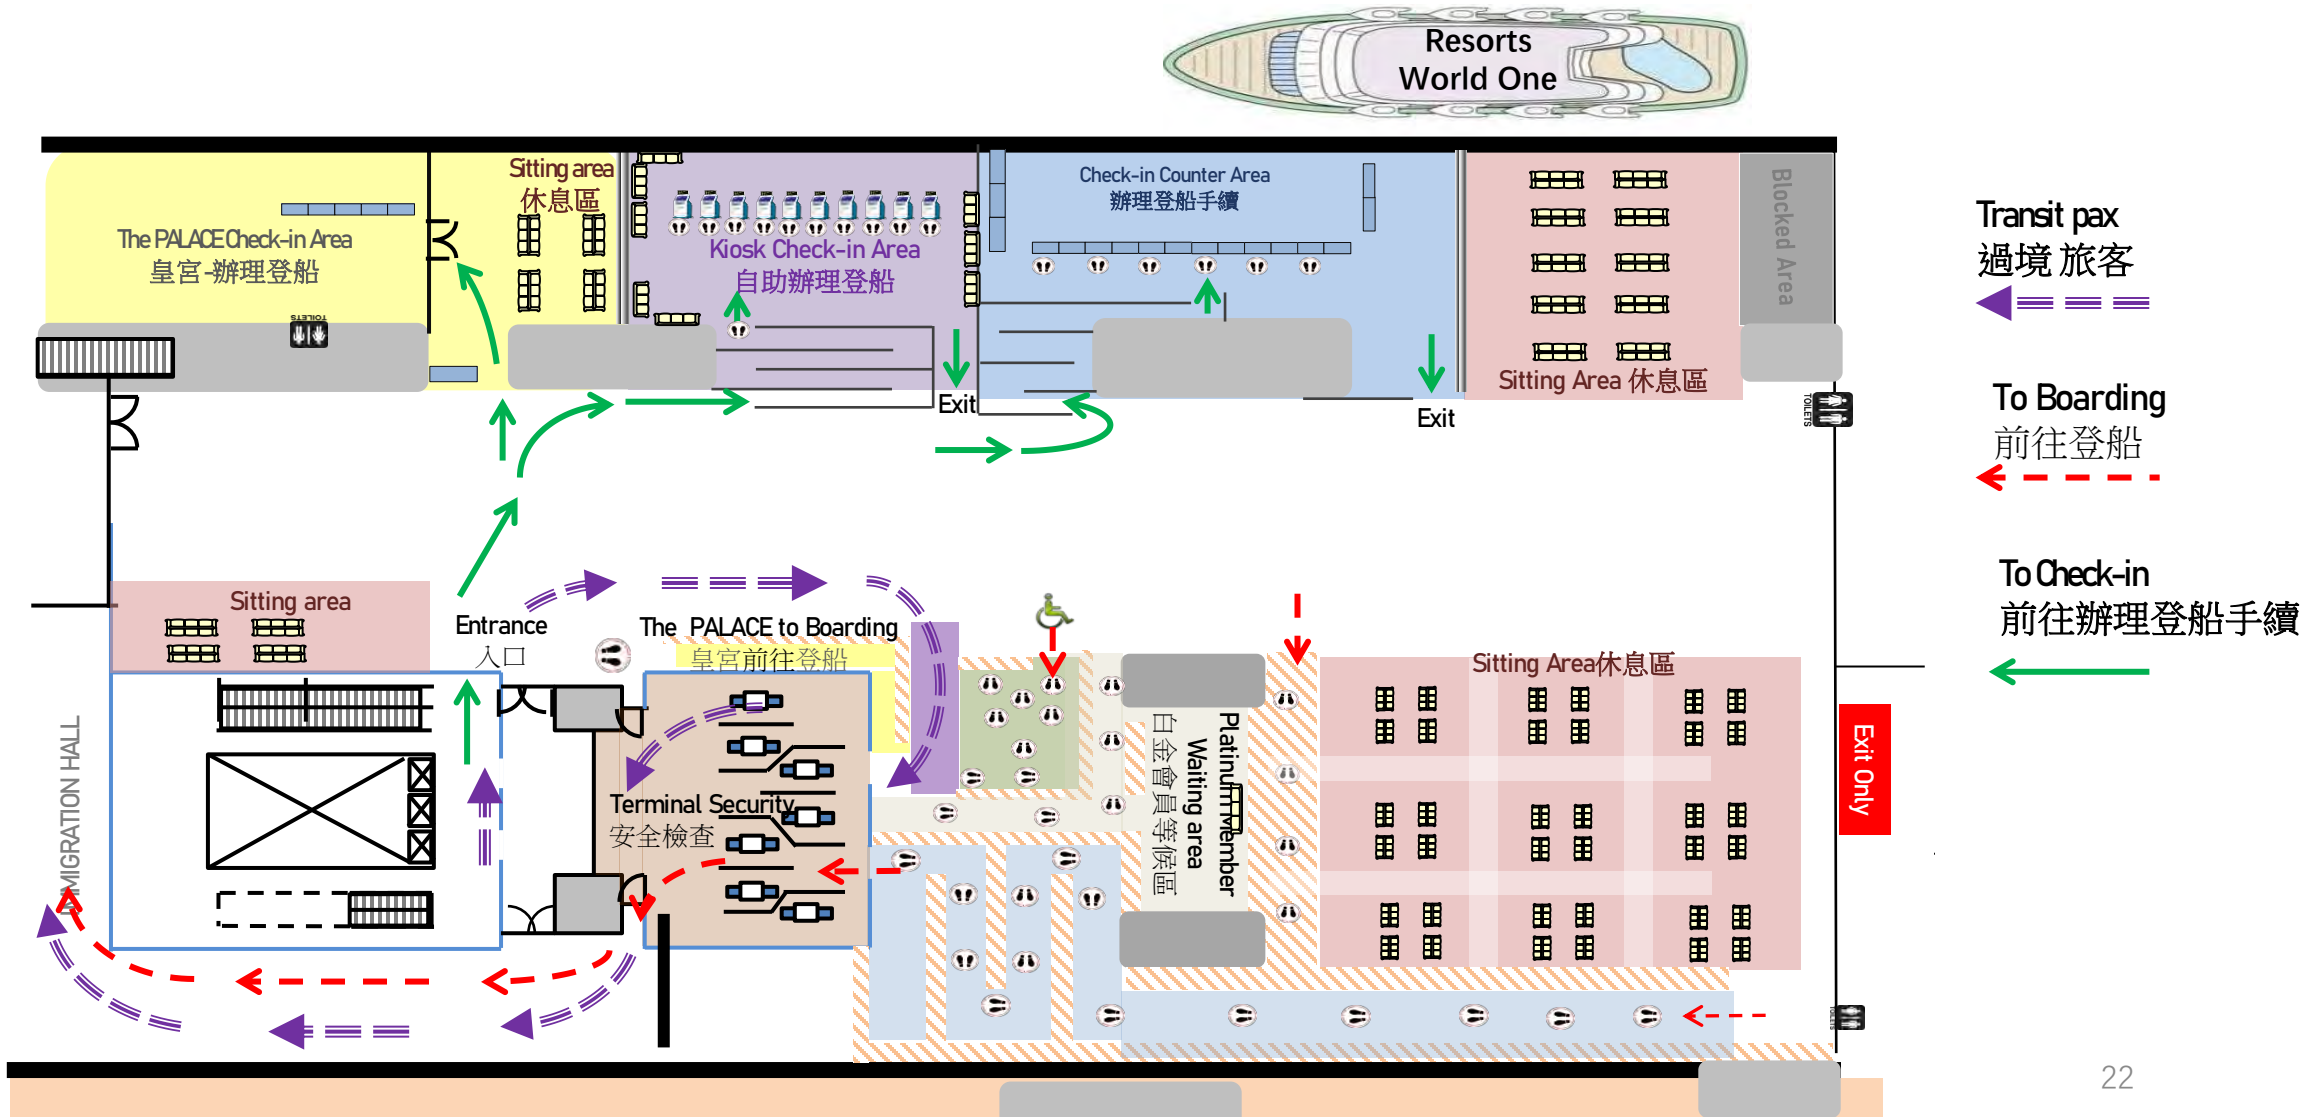 Resorts
World One
Sitting area
休息區
The PALACE Check-in Area
皇宮-辦理登船
TOILETS
Kiosk Check-in Area
自助辦理登船
Check-in Counter Area
辦理登船手續
Blocked Area
Sitting Area 休息區
Exit
Exit
TOILETS
Transit pax
過境 旅客
To Boarding
前往登船
To Check-in
前往辦理登船手續
Sitting area
Entrance
入口
The PALACE to Boarding
皇宮前往登船
Sitting Area休息區
Platinum Member
Waiting area
白金會員等候區
Terminal Security
安全檢查
IMMIGRATION HALL
Exit Only
TOILETS
22